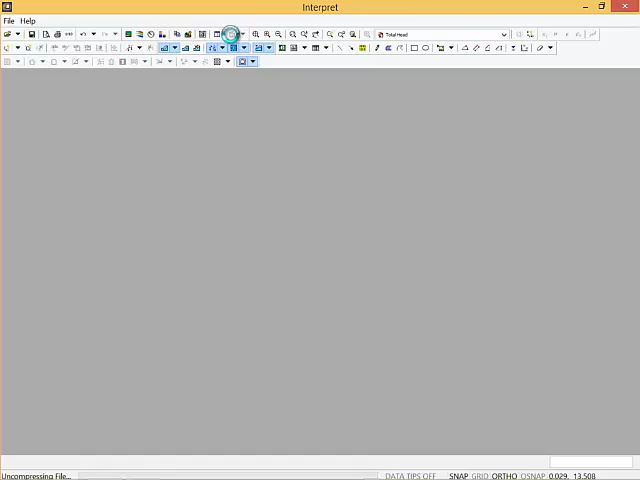 Interpret
File Help
Total Head
Uncompressing File... DATA TIPS OFF SNAP GRID ORTHO OSNAP 0.029, 13.508